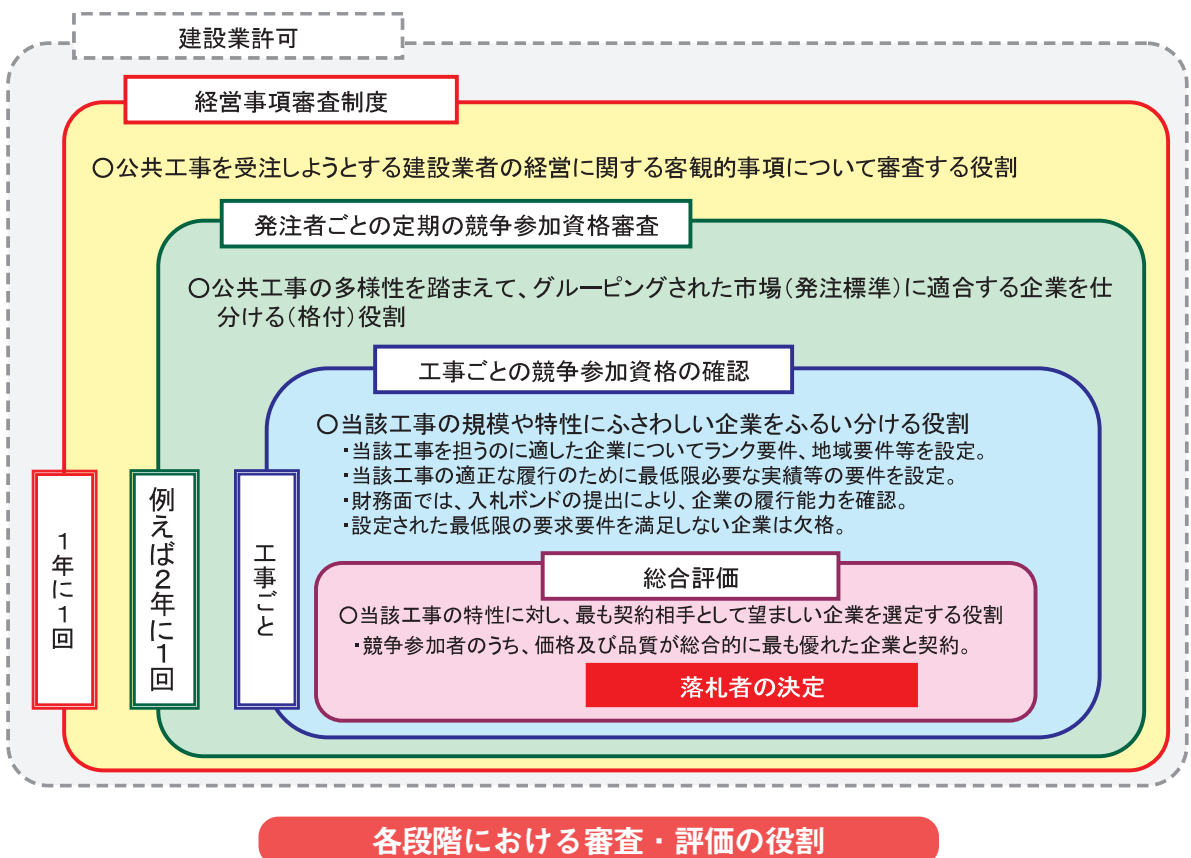 建設業許可
経営事項審査制度
○公共工事を受注しようとする建設業者の経営に関する客観的事項について審査する役割
発注者ごとの定期の競争参加資格審査
○公共工事の多様性を踏まえて、グルーピングされた市場(発注標準)に適合する企業を仕
分ける(格付)役割
工事ごとの競争参加資格の確認
○当該工事の規模や特性にふさわしい企業をふるい分ける役割
・当該工事を担うのに適した企業についてランク要件、地域要件等を設定。
・当該工事の適正な履行のために最低限必要な実績等の要件を設定。
・財務面では、入札ボンドの提出により、企業の履行能力を確認。
・設定された最低限の要求要件を満足しない企業は欠格。
1年に1回
例えば2年に1回
工事ごと
総合評価
○当該工事の特性に対し、最も契約相手として望ましい企業を選定する役割
・競争参加者のうち、価格及び品質が総合的に最も優れた企業と契約。
落札者の決定
各段階における審査・評価の役割